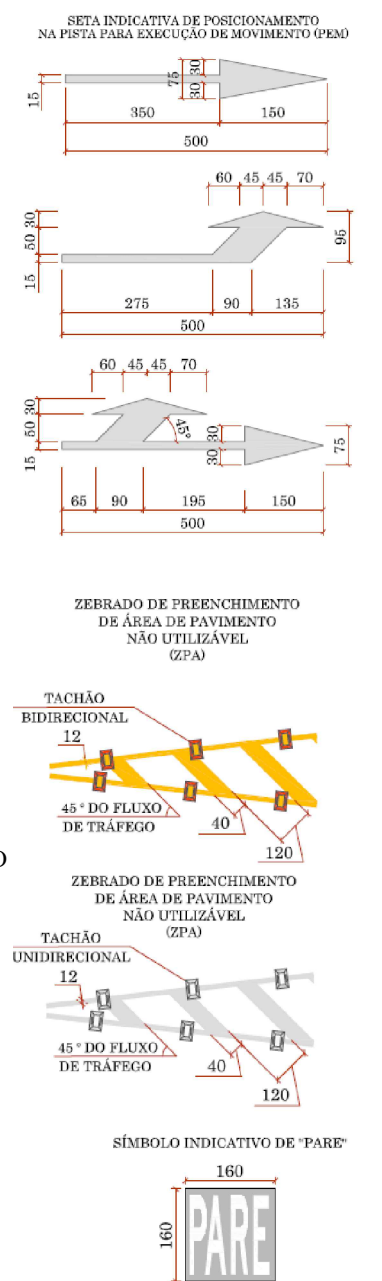 SETA INDICATIVA DE POSICIONAMENTO
NA PISTA PARA EXECUÇÃO DE MOVIMENTO (PEM)
15
75
30
30
350
150
500
60 45 45 70
30
50
15
95
275
90
135
500
60 45 45 70
30
50
15
45°
30
30
75
65
90
195
150
500
ZEBRADO DE PREENCHIMENTO
DE ÁREA DE PAVIMENTO
NÃO UTILIZÁVEL
(ZPA)
TACHÃO
BIDIRECIONAL
12
45 ° DO FLUXO
DE TRÁFEGO
40
120
O
ZEBRADO DE PREENCHIMENTO
DE ÁREA DE PAVIMENTO
NÃO UTILIZÁVEL
(ZPA)
TACHÃO
UNIDIRECIONAL
12
45 ° DO FLUXO
DE TRÁFEGO
40
120
SÍMBOLO INDICATIVO DE "PARE"
160
160
PARE